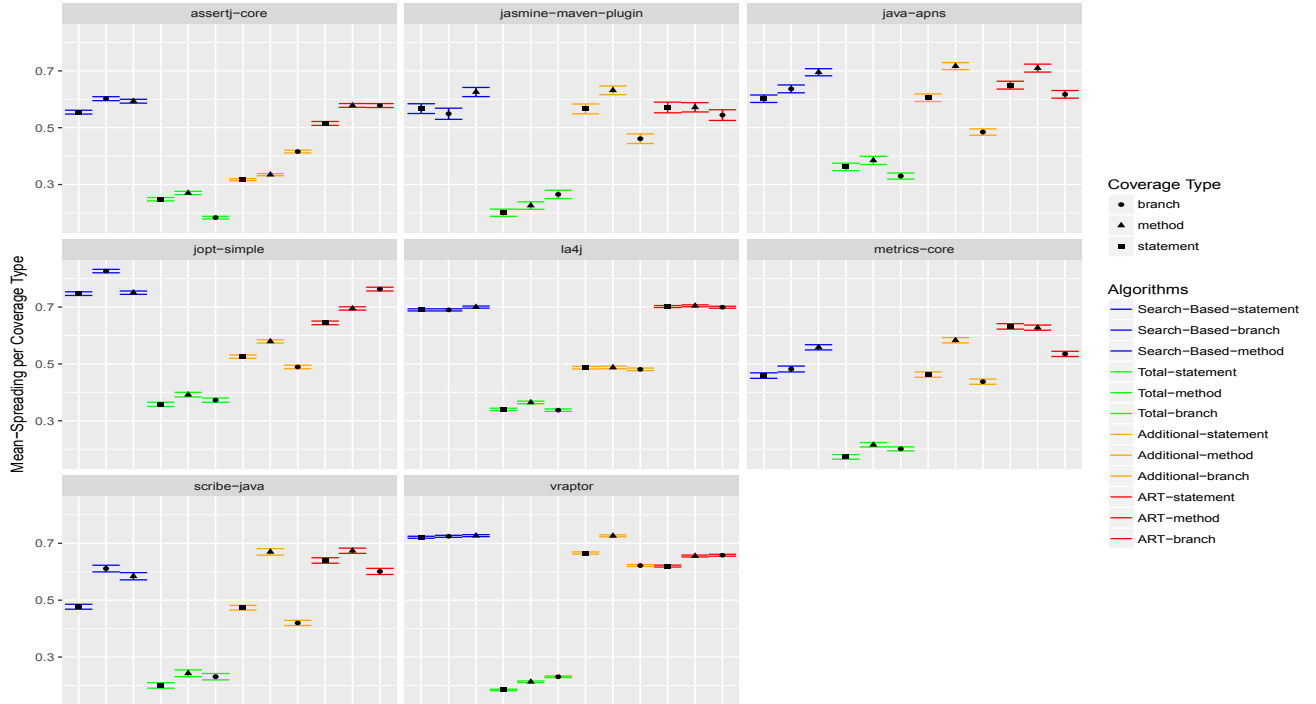 assertj-core
jasmine-maven-plugin
java-apns
0.7
0.5
0.3
jopt-simple
la4j
metrics-core
0.7
0.5
0.3
scribe-java
vraptor
0.7
0.5
0.3
Mean−Spreading per Coverage Type
Coverage Type
branch
method
statement
Algorithms
Search−Based−statement
Search−Based−branch
Search−Based−method
Total−statement
Total−method
Total−branch
Additional−statement
Additional−method
Additional−branch
ART−statement
ART−method
ART−branch